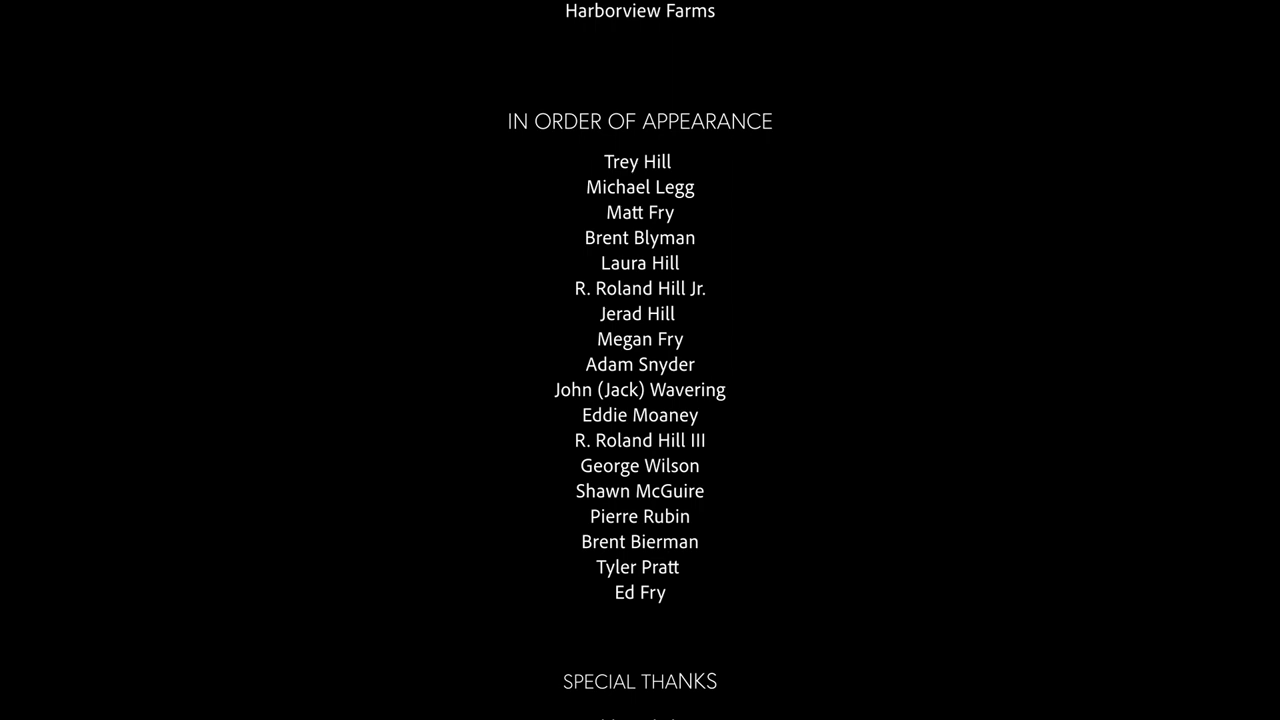 Harborview Farms
IN ORDER OF APPEARANCE
Trey Hill
Michael Legg
Matt Fry
Brent Blyman
Laura Hill
R. Roland Hill Jr.
Jerad Hill
Megan Fry
Adam Snyder
John (Jack) Wavering
Eddie Moaney
R. Roland Hill III
George Wilson
Shawn McGuire
Pierre Rubin
Brent Bierman
Tyler Pratt
Ed Fry
SPECIAL THANKS